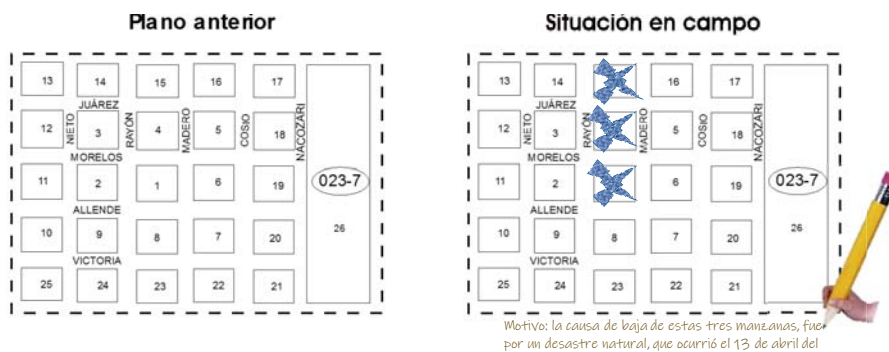 Plano anterior
13 14 15 16 17
JUÁREZ
12 NIETO 3 RAYÓN 4 MADERO 5 COSIO 18 NACOZARI
MORELOS
11 2 1 6 19 023-7
ALLENDE
10 9 8 7 20 26
VICTORIA
25 24 23 22 21
Situación en campo
13 14 16 17
JUÁREZ
12 NIETO 3 RAYÓN MADERO 5 COSIO 18 NACOZARI
MORELOS
11 2 6 19 023-7
ALLENDE
10 9 8 7 20 26
VICTORIA
25 24 23 22 21
Motivo: la causa de baja de estas tres manzanas, fue
por un desastre natural, que ocurrió el 13 de abril del